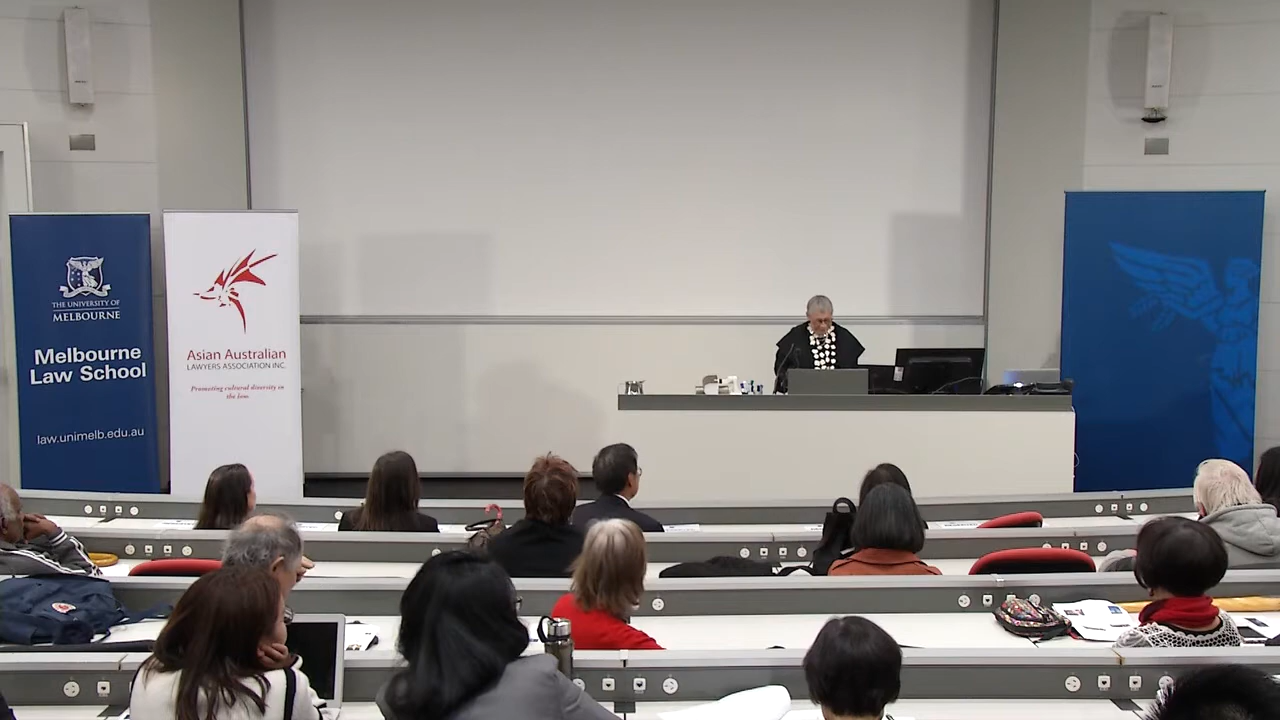 THE UNIVERSITY OF
MELBOURNE
Melbourne
Law School
law.unimelb.edu.au
Asian Australian
LAWYERS ASSOCIATION INC.
Promoting cultural diversity in
the law.